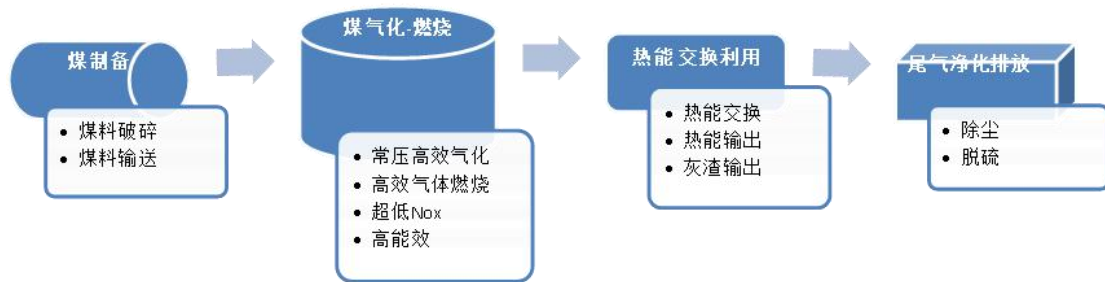 煤制备
• 煤料破碎
• 煤料输送
煤气化-燃烧
• 常压高效气化
• 高效气体燃烧
• 超低Nox
• 高能效
热能交换利用
• 热能交换
• 热能输出
• 灰渣输出
尾气净化排放
• 除尘
• 脱硫